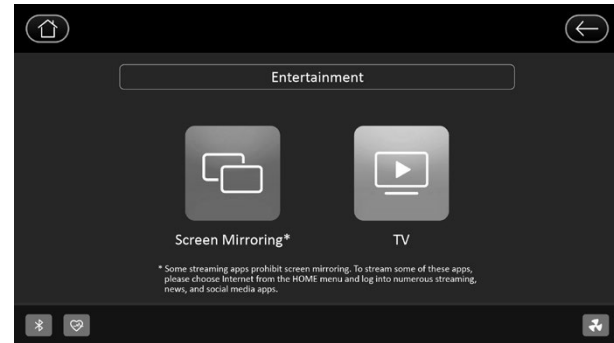 Entertainment
Screen Mirroring*
TV
* Some streaming apps prohibit screen mirroring. To stream some of these apps,
please choose Internet from the HOME menu and log into numerous streaming,
news, and social media apps.